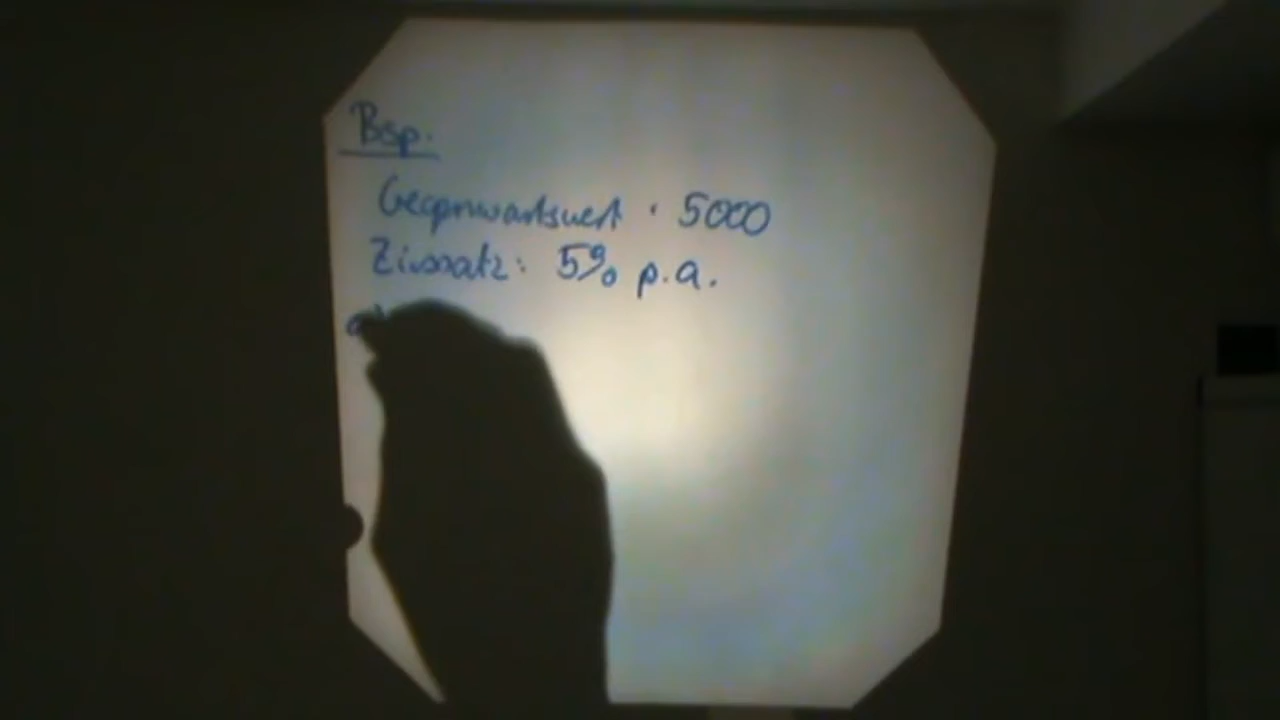 Bsp.
Gegenwartswert : 5000
Zinssatz : 5% p.a.